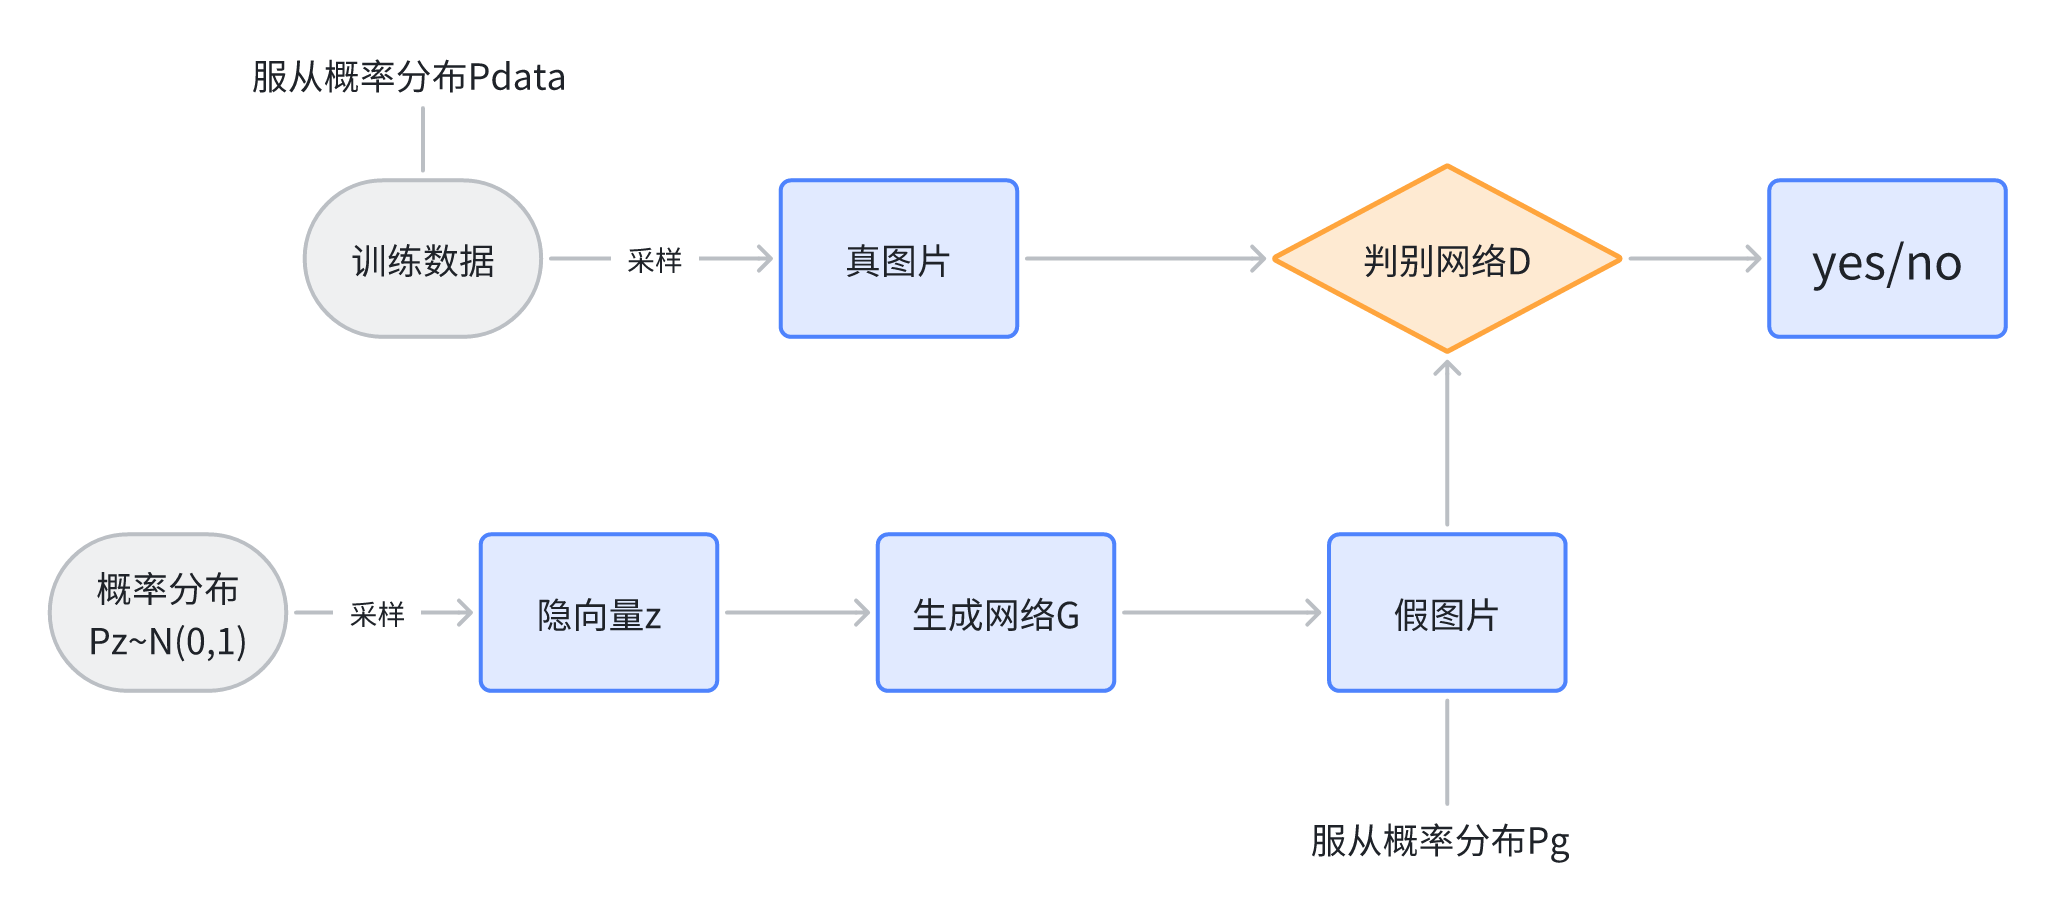 服从概率分布Pdata
训练数据
采样
真图片
判别网络D
yes/no
概率分布
Pz~N(0,1)
采样
隐向量z
生成网络G
假图片
服从概率分布Pg